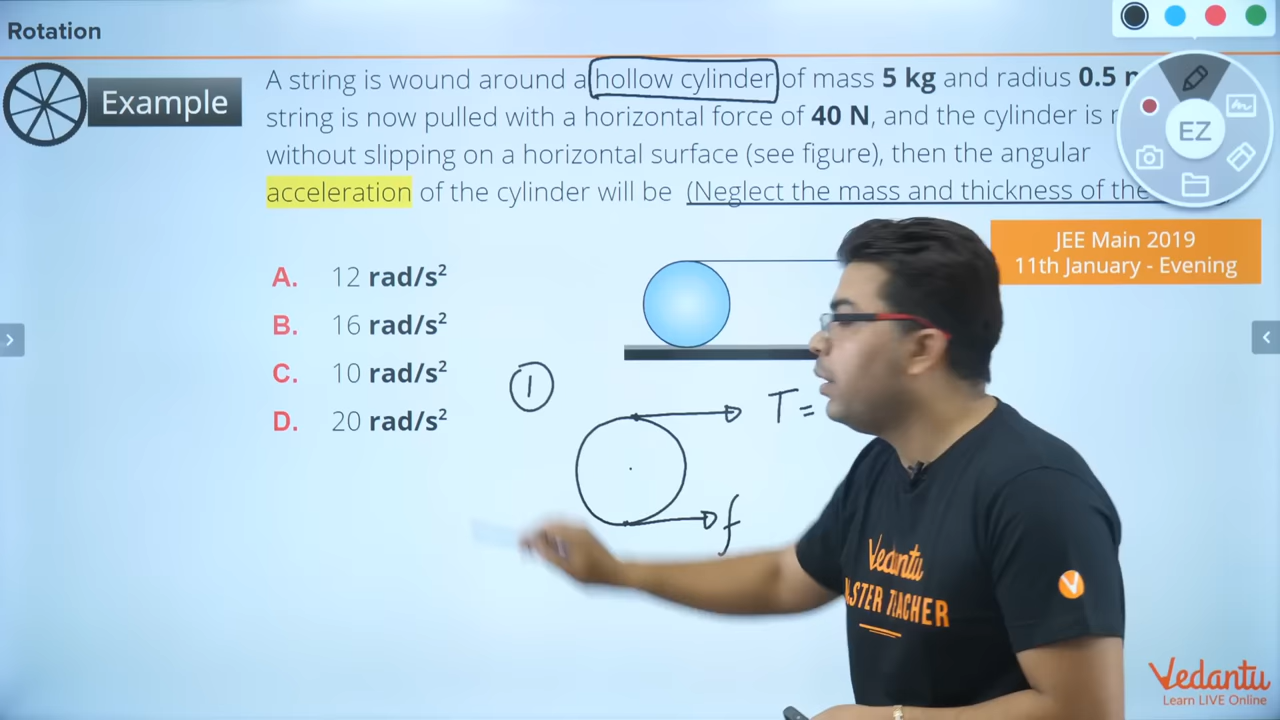 Rotation
Example
A string is wound around a hollow cylinder of mass 5 kg and radius 0.5
string is now pulled with a horizontal force of 40 N, and the cylinder is
without slipping on a horizontal surface (see figure), then the angular
acceleration of the cylinder will be (Neglect the mass and thickness of the
EZ
JEE Main 2019
11th January - Evening
A. 12 rad/s²
B. 16 rad/s²
C. 10 rad/s²
D. 20 rad/s²
1
T =
f
Vedantu
MASTER TEACHER
V
Vedantu
Learn LIVE Online